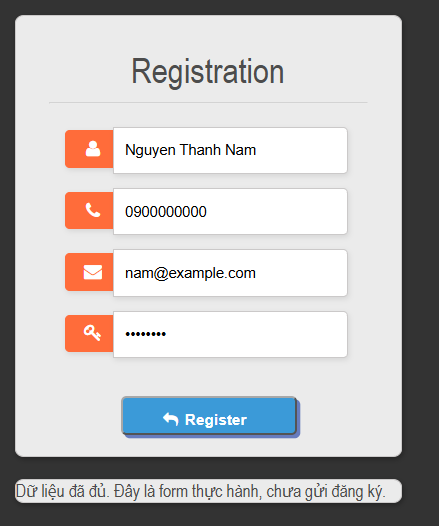 Registration
Nguyen Thanh Nam
0900000000
nam@example.com
••••••••
Register
Dữ liệu đã đủ. Đây là form thực hành, chưa gửi đăng ký.